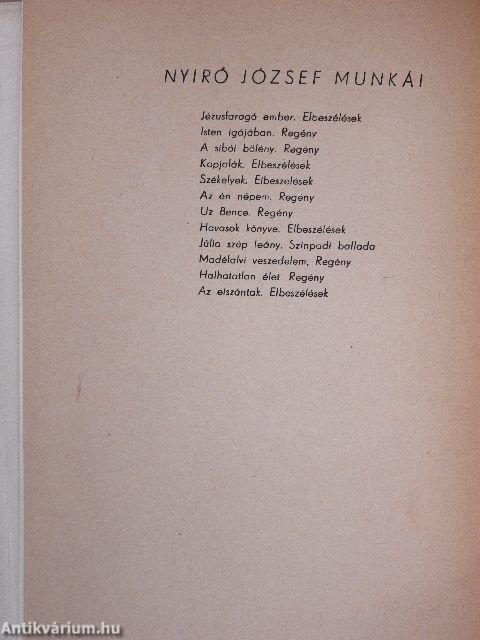 NYIRŐ JÓZSEF MUNKÁI
Jézusfaragó ember. Elbeszélések
Isten igájában. Regény
A sibói bölény. Regény
Kopjafák. Elbeszélések
Székelyek. Elbeszélések
Az én népem. Regény
Uz Bence. Regény
Havasok könyve. Elbeszélések
Júlia szép leány. Színpadi ballada
Mádéfalvi veszedelem. Regény
Halhatatlan élet Regény
Az elszántak. Elbeszélések
Antikvárium.hu